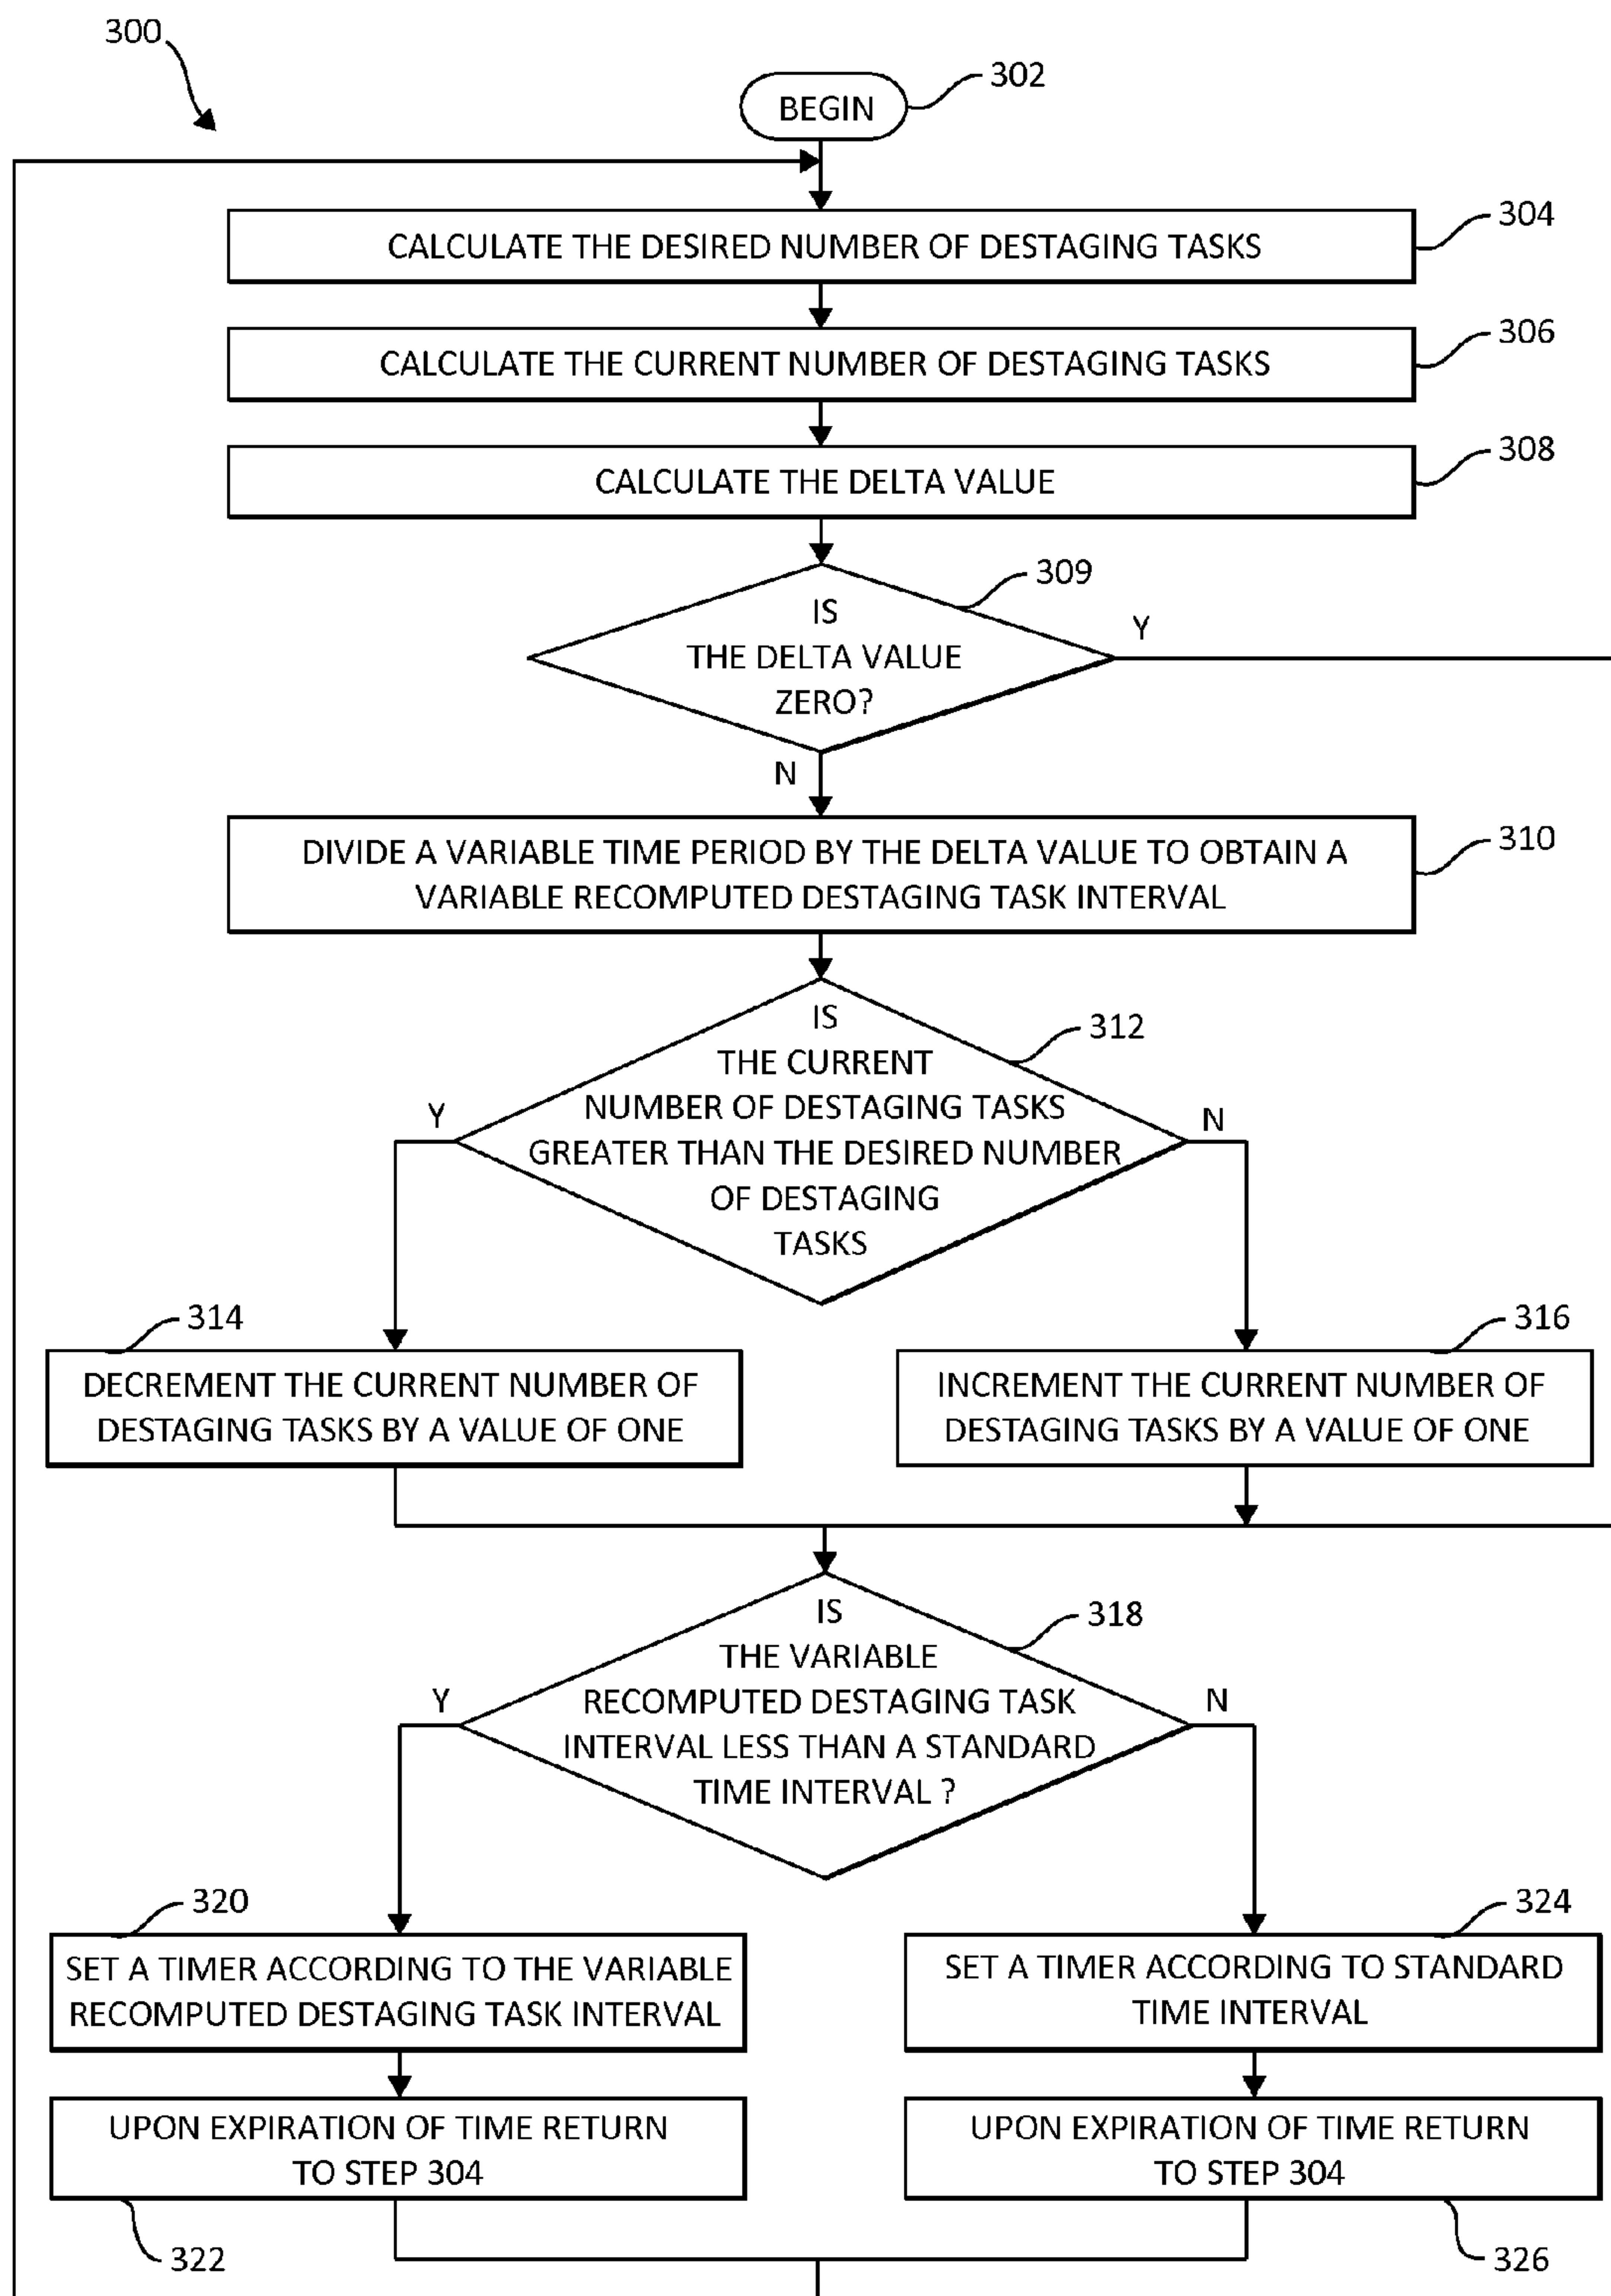 300
302
BEGIN
304
CALCULATE THE DESIRED NUMBER OF DESTAGING TASKS
306
CALCULATE THE CURRENT NUMBER OF DESTAGING TASKS
308
CALCULATE THE DELTA VALUE
309
IS
THE DELTA VALUE
ZERO?
Y
N
310
DIVIDE A VARIABLE TIME PERIOD BY THE DELTA VALUE TO OBTAIN A
VARIABLE RECOMPUTED DESTAGING TASK INTERVAL
312
IS
THE CURRENT
NUMBER OF DESTAGING TASKS
GREATER THAN THE DESIRED NUMBER
OF DESTAGING
TASKS
Y
N
314
DECREMENT THE CURRENT NUMBER OF
DESTAGING TASKS BY A VALUE OF ONE
316
INCREMENT THE CURRENT NUMBER OF
DESTAGING TASKS BY A VALUE OF ONE
318
IS
THE VARIABLE
RECOMPUTED DESTAGING TASK
INTERVAL LESS THAN A STANDARD
TIME INTERVAL ?
Y
N
320
SET A TIMER ACCORDING TO THE VARIABLE
RECOMPUTED DESTAGING TASK INTERVAL
324
SET A TIMER ACCORDING TO STANDARD
TIME INTERVAL
UPON EXPIRATION OF TIME RETURN
TO STEP 304
322
UPON EXPIRATION OF TIME RETURN
TO STEP 304
326